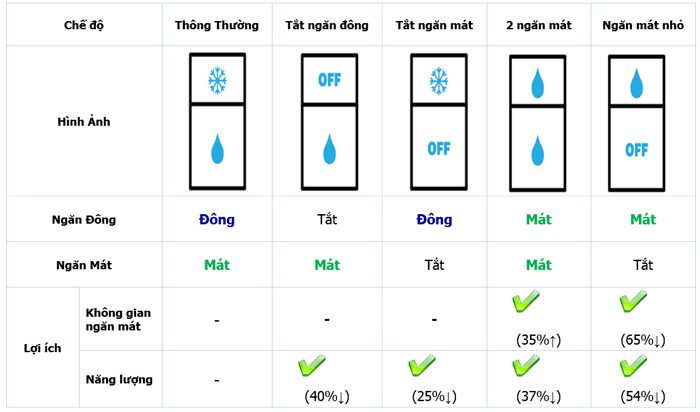 Chế độ Thông Thường Tắt ngăn đông Tắt ngăn mát 2 ngăn mát Ngăn mát nhỏ
Hình Ảnh OFF OFF OFF
Ngăn Đông Đông Tắt Đông Mát Mát
Ngăn Mát Mát Mát Tắt Mát Tắt
Lợi ích
Không gian
ngăn mát - - - (35%↑) (65%↓)
Năng lượng - (40%↓) (25%↓) (37%↓) (54%↓)